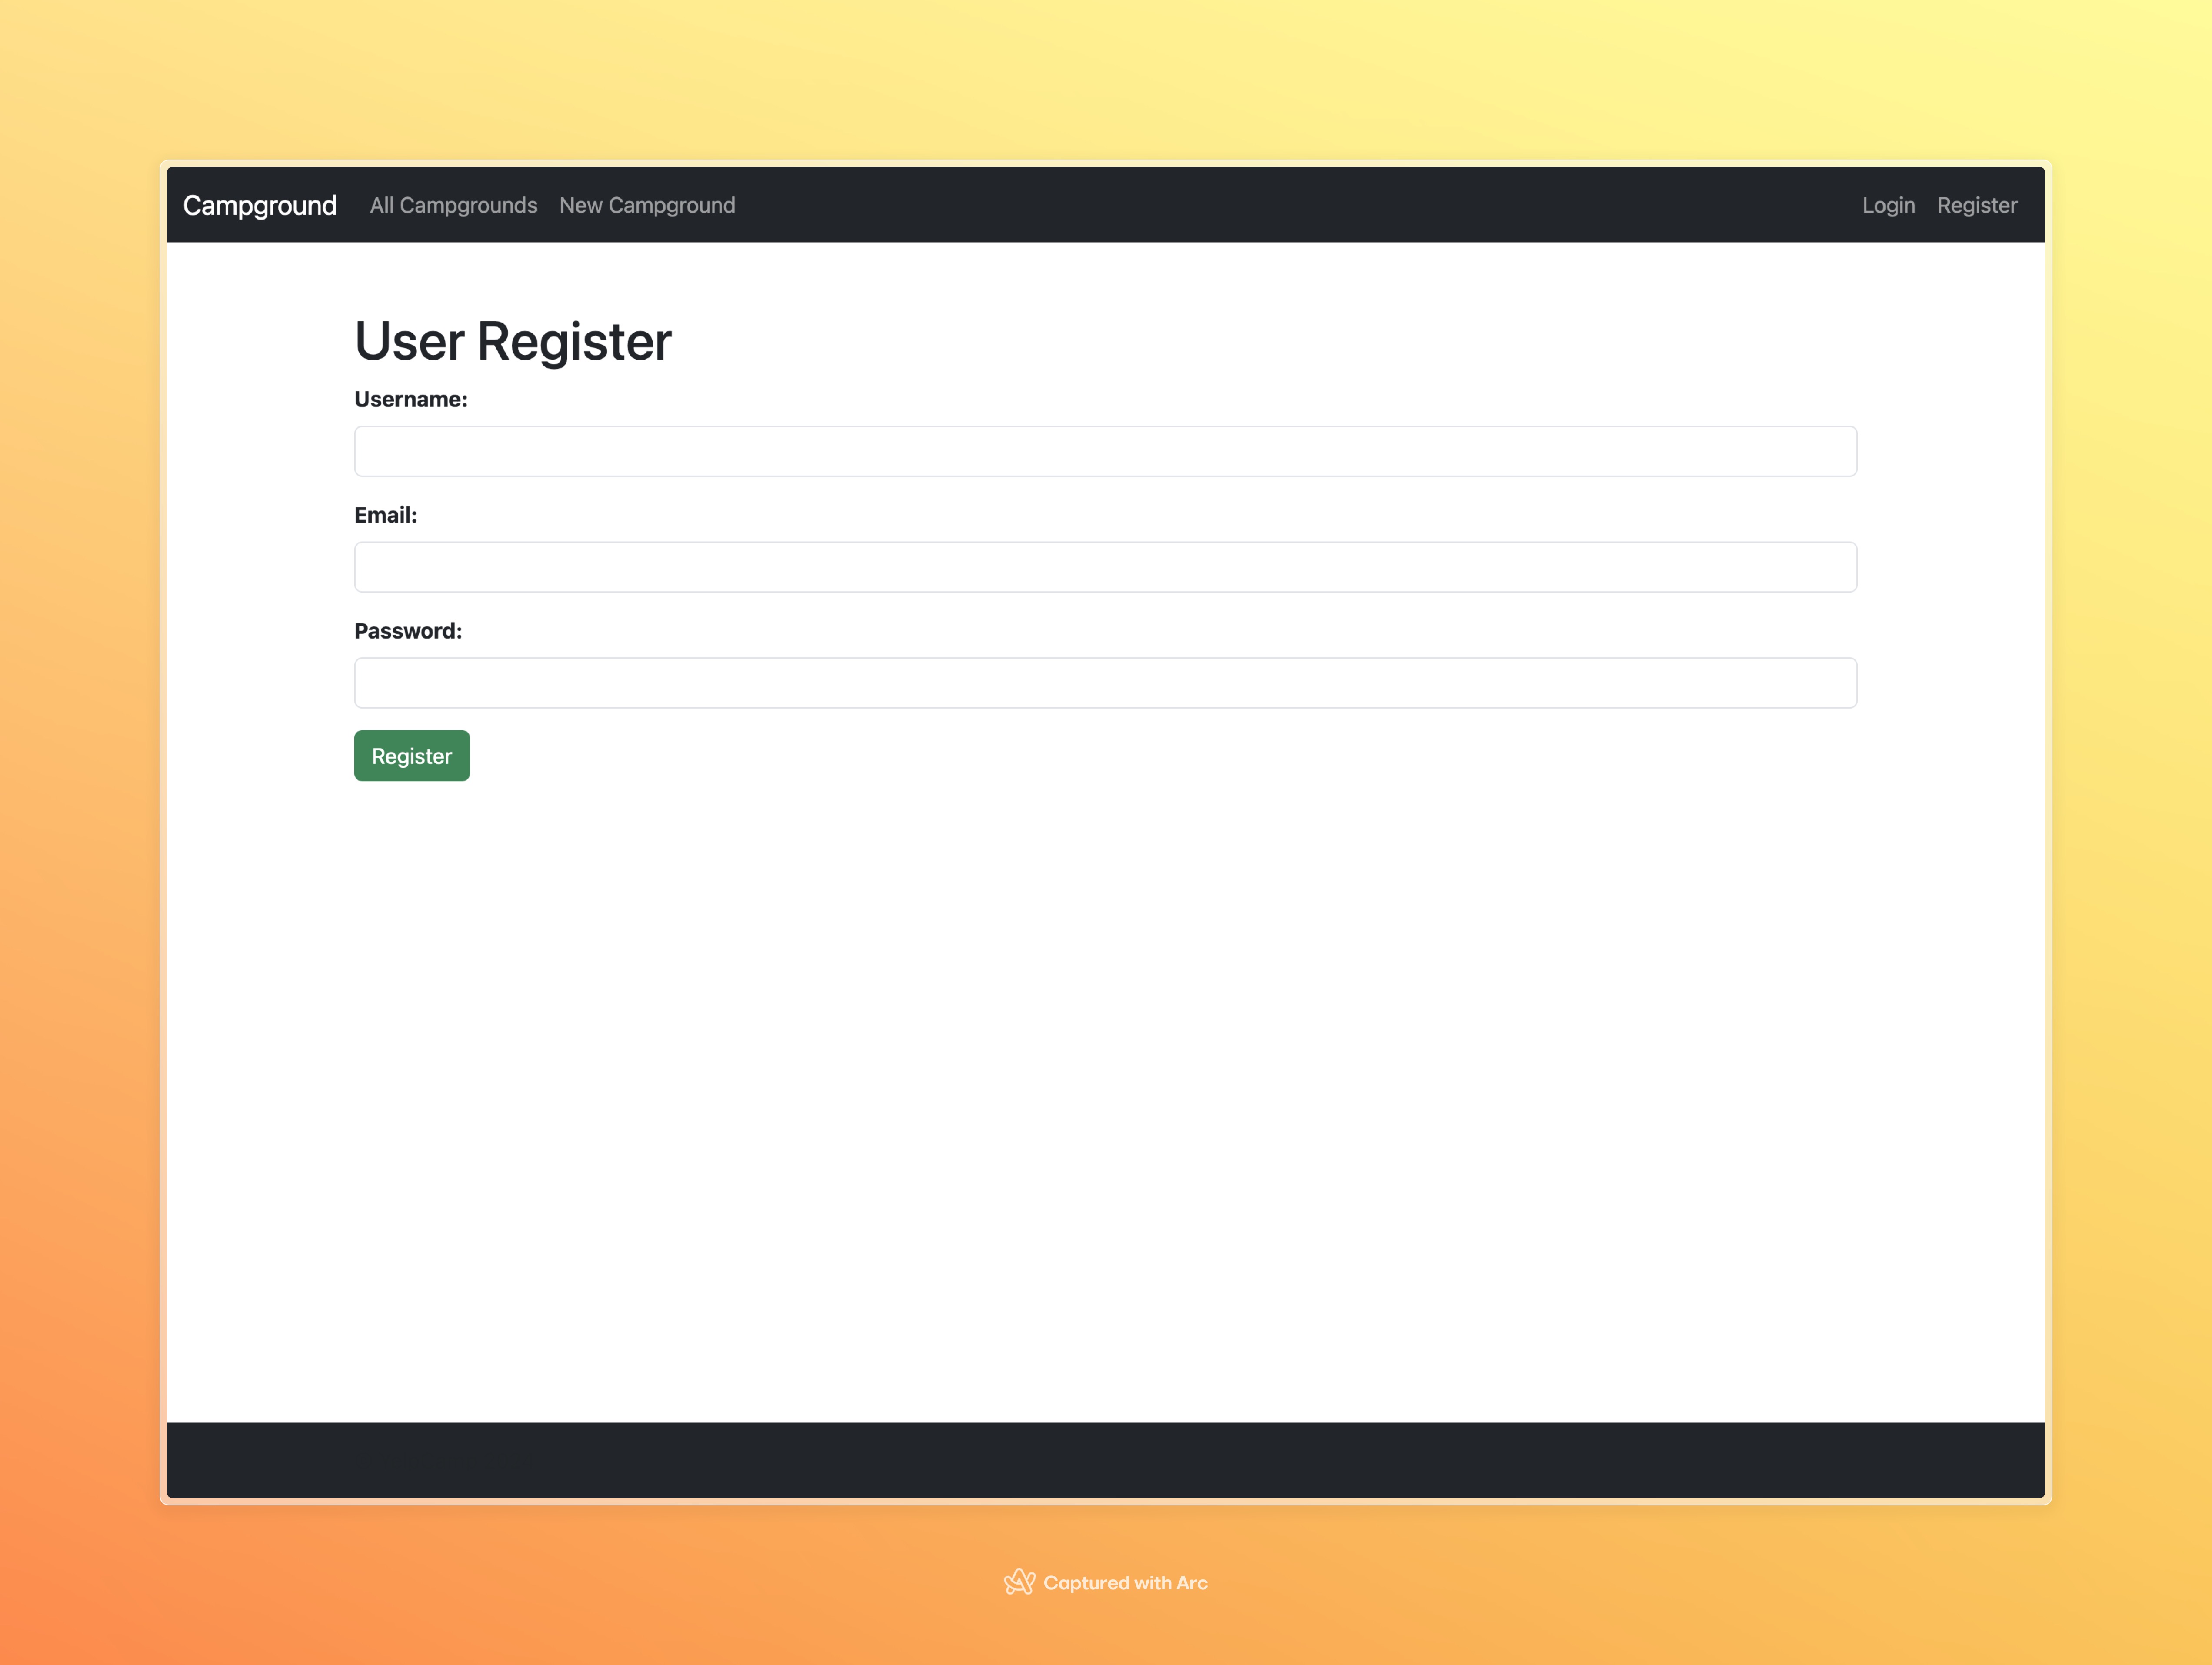 Campground All Campgrounds New Campground Login Register
User Register
Username:
Email:
Password:
Register
Captured with Arc